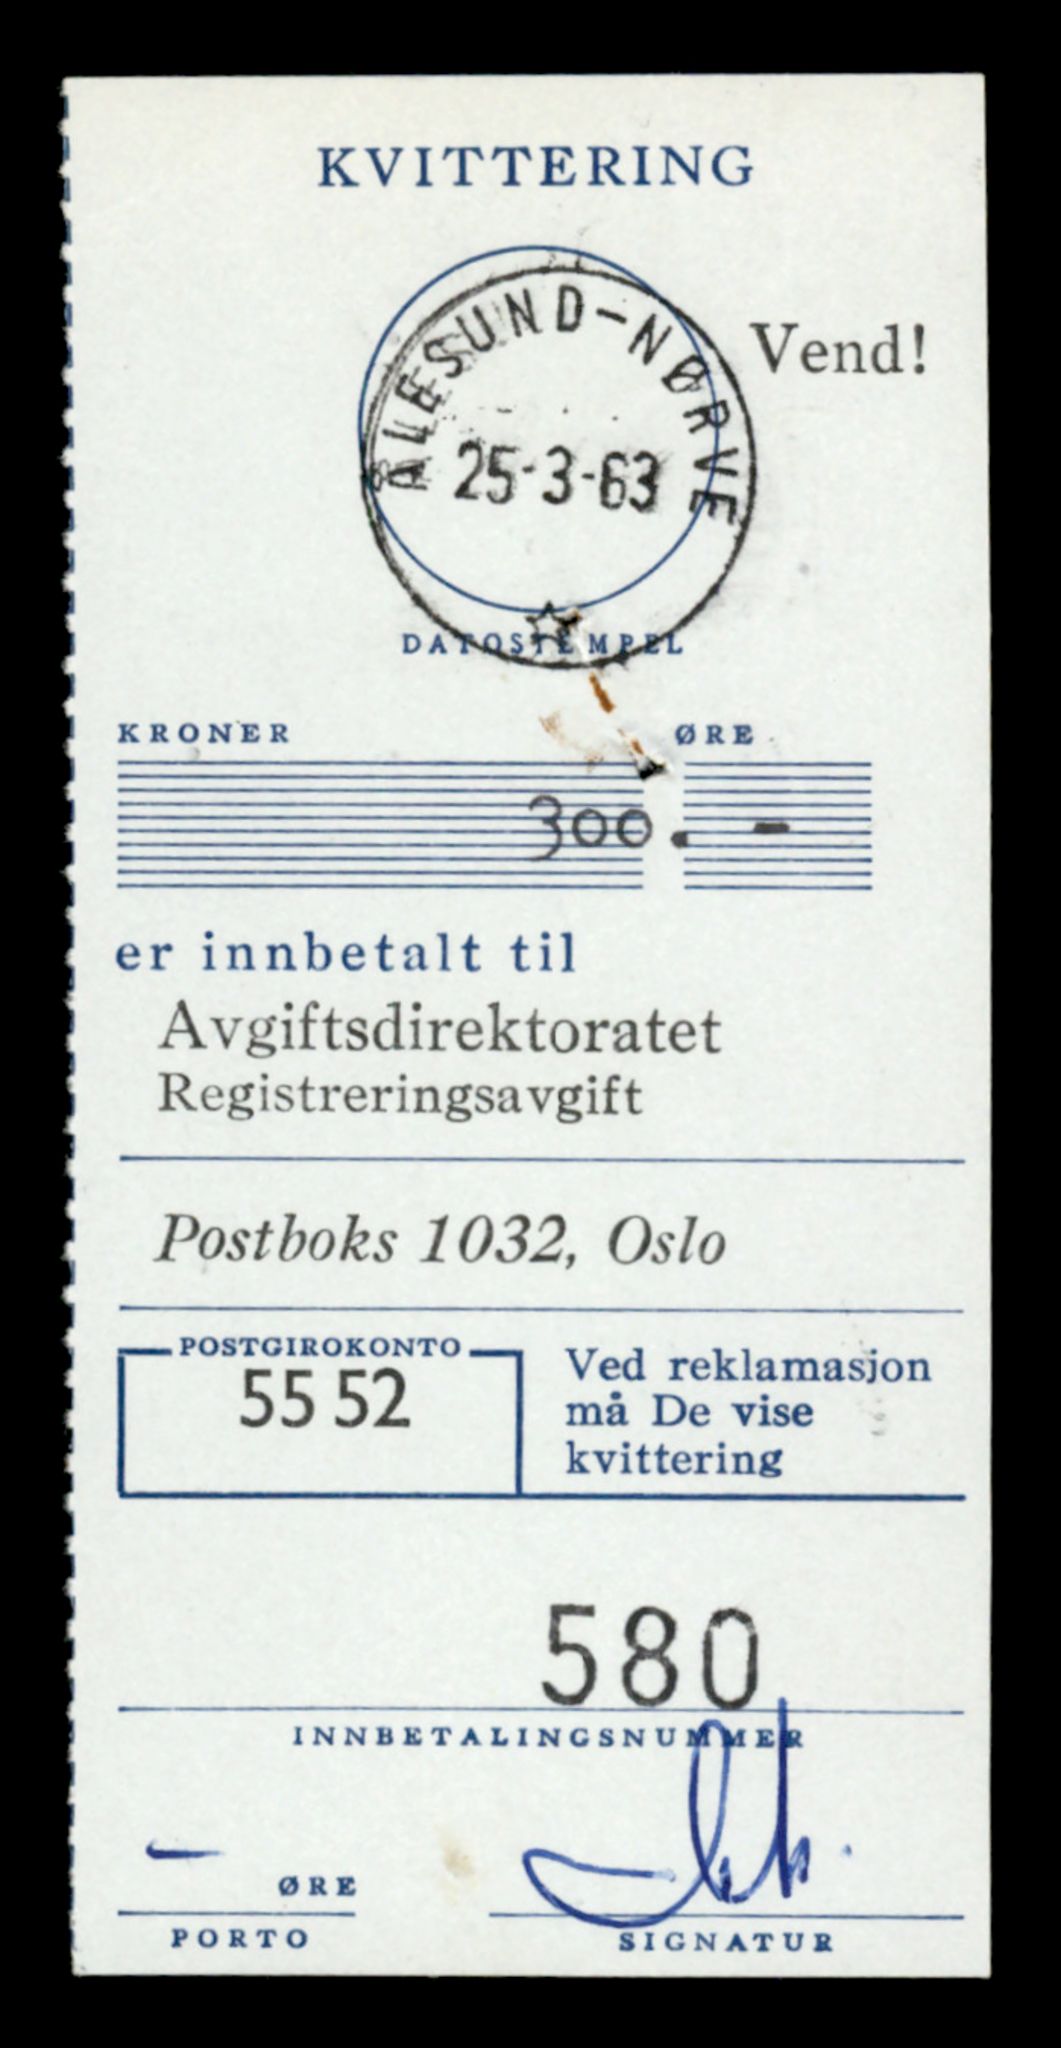 KVITTERING
ÅLESUND-NØRVE
Vend!
25-3-63
DATOSTEMPEL
KRONER ØRE
300. -
er innbetalt til
Avgiftsdirektoratet
Registreringsavgift
Postboks 1032, Oslo
POSTGIROKONTO
55 52
Ved reklamasjon
må De vise
kvittering
580
INNBETALINGSNUMMER
-
ØRE
PORTO
SIGNATUR